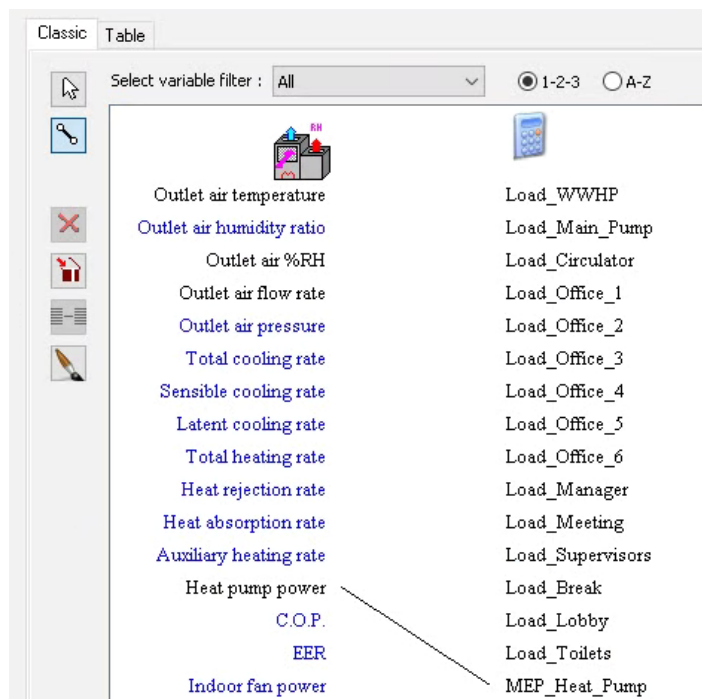 Classic Table
Select variable filter : All 1-2-3 A-Z
RH
Outlet air temperature Load_WWHP
Outlet air humidity ratio Load_Main_Pump
Outlet air %RH Load_Circulator
Outlet air flow rate Load_Office_1
Outlet air pressure Load_Office_2
Total cooling rate Load_Office_3
Sensible cooling rate Load_Office_4
Latent cooling rate Load_Office_5
Total heating rate Load_Office_6
Heat rejection rate Load_Manager
Heat absorption rate Load_Meeting
Auxiliary heating rate Load_Supervisors
Heat pump power Load_Break
C.O.P. Load_Lobby
EER Load_Toilets
Indoor fan power MEP_Heat_Pump